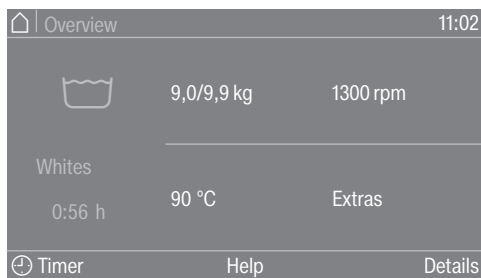 Overview 11:02
9,0/9,9 kg 1300 rpm
Whites
90 °C Extras
0:56 h
Timer Help Details